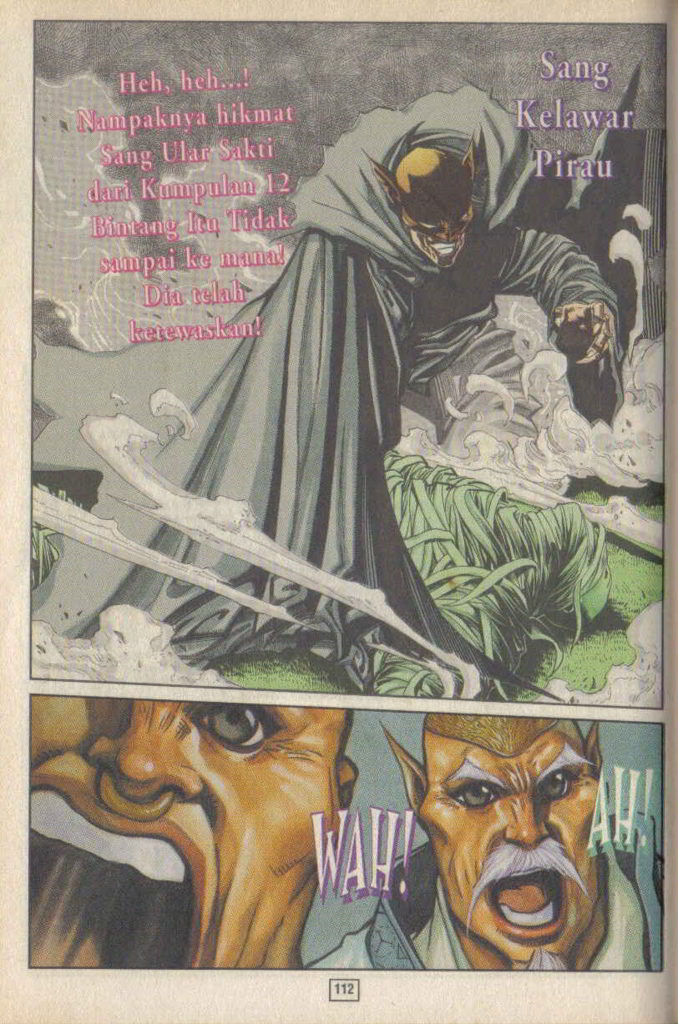 Heh, heh...!
Nampaknya hikmat
Sang Ular Sakti
dari Kumpulan 12
Bintang Itu Tidak
sampai ke mana!
Dia telah
ketewaskan!
Sang
Kelawar
Pirau
WAH!
AH!
112